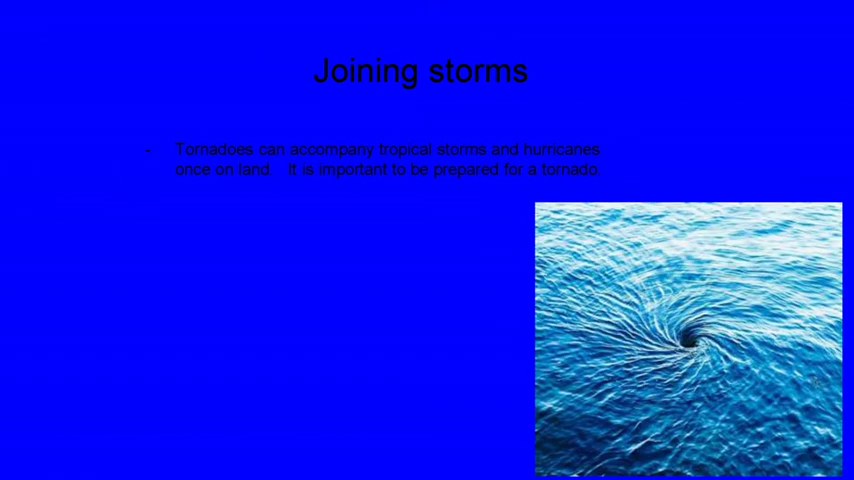 Joining storms
- Tornadoes can accompany tropical storms and hurricanes
once on land. It is important to be prepared for a tornado.